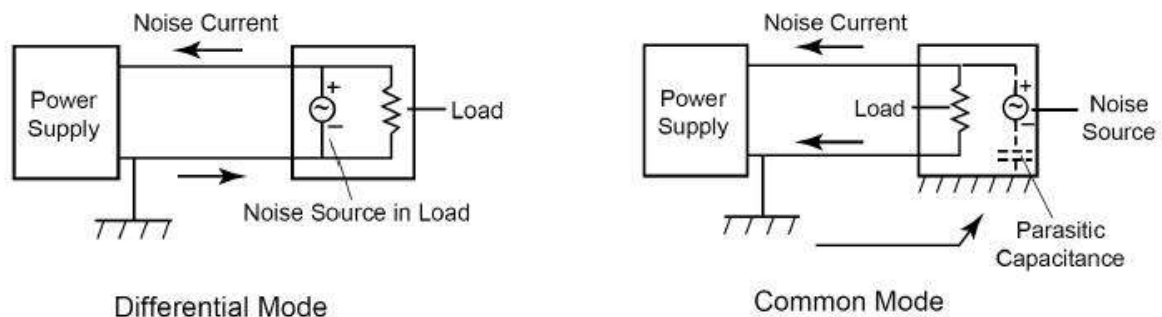 Noise Current
Power
Supply
+
~
−
Load
Noise Source in Load
Differential Mode
Noise Current
Power
Supply
Load
+
~
−
Noise
Source
Parasitic
Capacitance
Common Mode